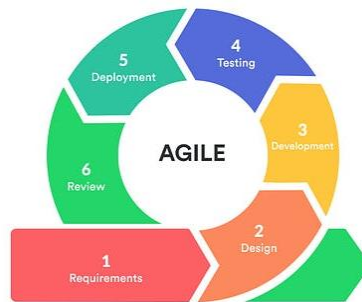 5
Deployment
4
Testing
AGILE
3
Development
6
Review
2
Design
1
Requirements